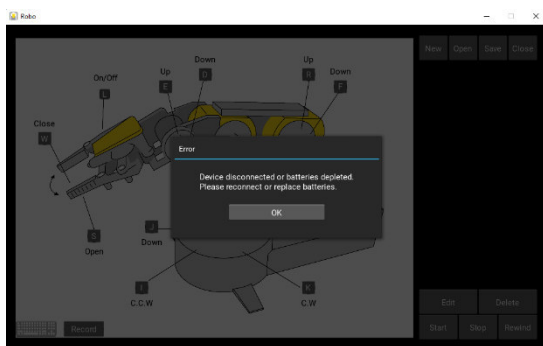 Robo
New Open Save Close
Down
Up
On/Off
Up
Down
D
R
E
F
L
Close
W
Error
Device disconnected or batteries depleted.
Please reconnect or replace batteries.
OK
J
S
Down
Open
I
K
C.C.W
C.W
Edit Delete
Record
Start Stop Rewind